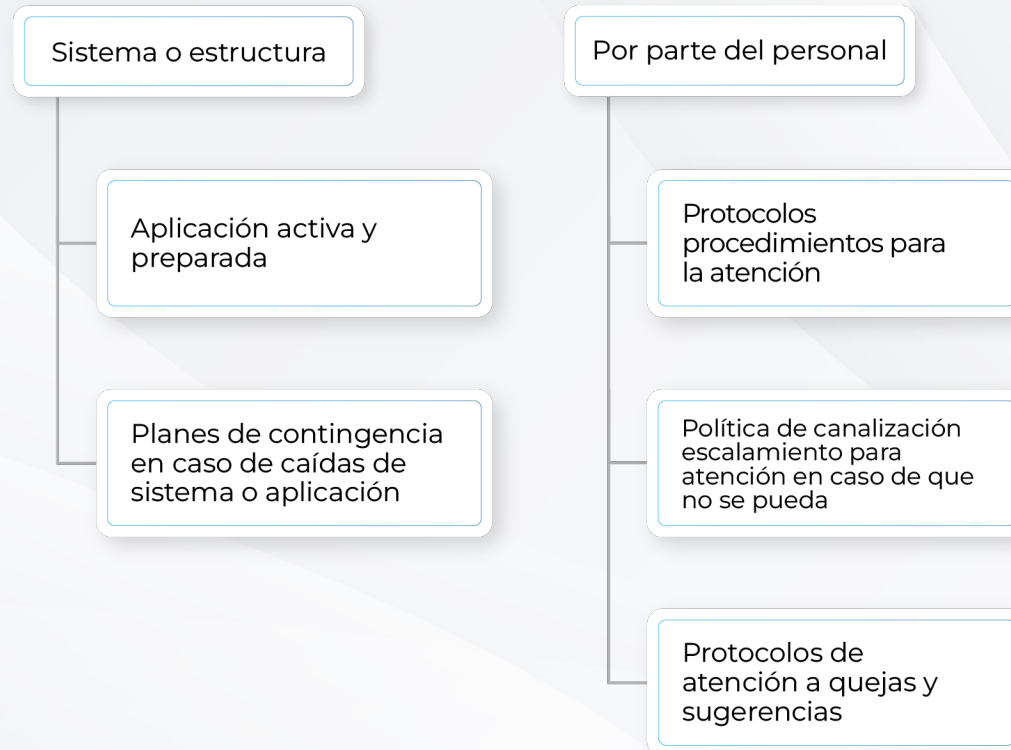 Sistema o estructura
Aplicación activa y
preparada
Planes de contingencia
en caso de caídas de
sistema o aplicación
Por parte del personal
Protocolos
procedimientos para
la atención
Política de canalización
escalamiento para
atención en caso de que
no se pueda
Protocolos de
atención a quejas y
sugerencias